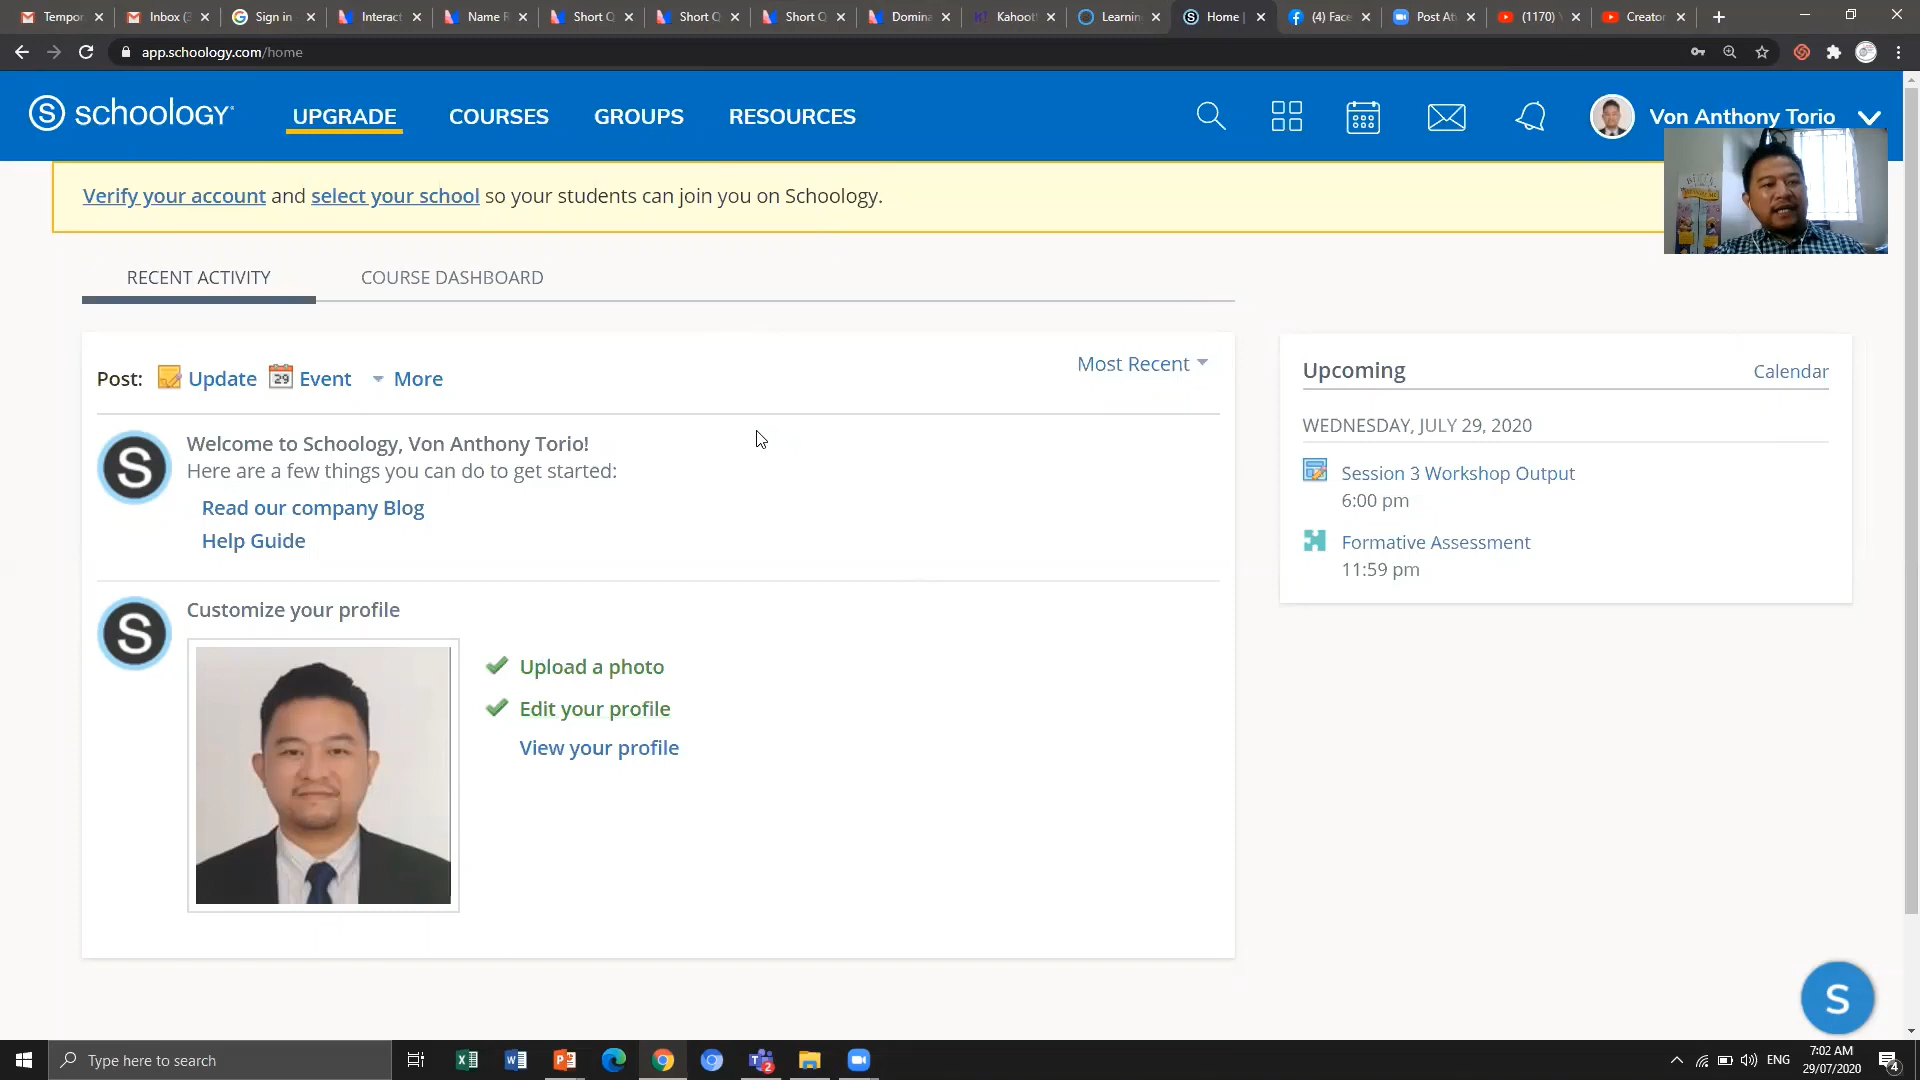 Tempor
Inbox (3
Sign in
Interact
Name R
Short Q
Short Q
Short Q
Domina
Kahoot!
Learnin
Home |
(4) Face
Post At
(1170)
Creator
app.schoology.com/home
schoology
UPGRADE
COURSES
GROUPS
RESOURCES
Von Anthony Torio
Verify your account and select your school so your students can join you on Schoology.
RECENT ACTIVITY
COURSE DASHBOARD
Post:
Update
29
Event
More
Most Recent
S
Welcome to Schoology, Von Anthony Torio!
Here are a few things you can do to get started:
Read our company Blog
Help Guide
S
Customize your profile
Upload a photo
Edit your profile
View your profile
Upcoming
Calendar
WEDNESDAY, JULY 29, 2020
Session 3 Workshop Output
6:00 pm
Formative Assessment
11:59 pm
S
Type here to search
2
ENG
7:02 AM
29/07/2020
4